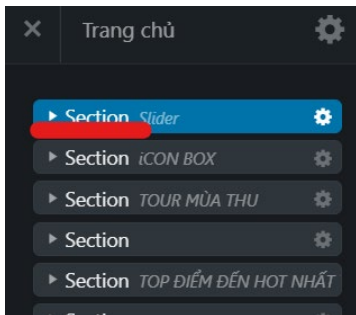 × Trang chủ
Section Slider
Section iCON BOX
Section TOUR MÙA THU
Section
Section TOP ĐIỂM ĐẾN HOT NHẤT